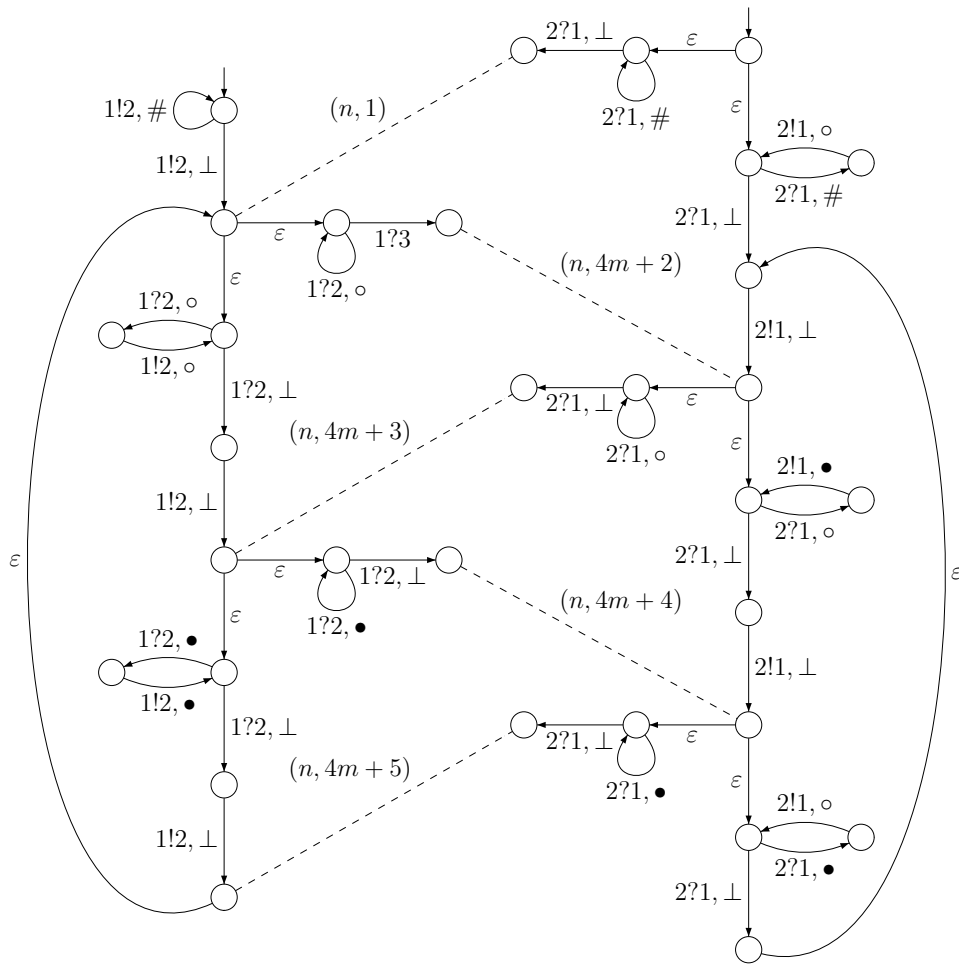 2?1, ⊥
ε
(n, 1)
1!2, #
2?1, #
ε
2!1, ○
1!2, ⊥
2?1, #
2?1, ⊥
ε
1?3
(n, 4m + 2)
ε
1?2, ○
1?2, ○
2!1, ⊥
1!2, ○
1?2, ⊥
2?1, ⊥
ε
(n, 4m + 3)
ε
2?1, ○
2!1, ●
1!2, ⊥
2?1, ○
2?1, ⊥
ε
ε
1?2, ⊥
ε
(n, 4m + 4)
ε
1?2, ●
1?2, ●
2!1, ⊥
1!2, ●
1?2, ⊥
2?1, ⊥
ε
(n, 4m + 5)
ε
2?1, ●
2!1, ○
1!2, ⊥
2?1, ●
2?1, ⊥